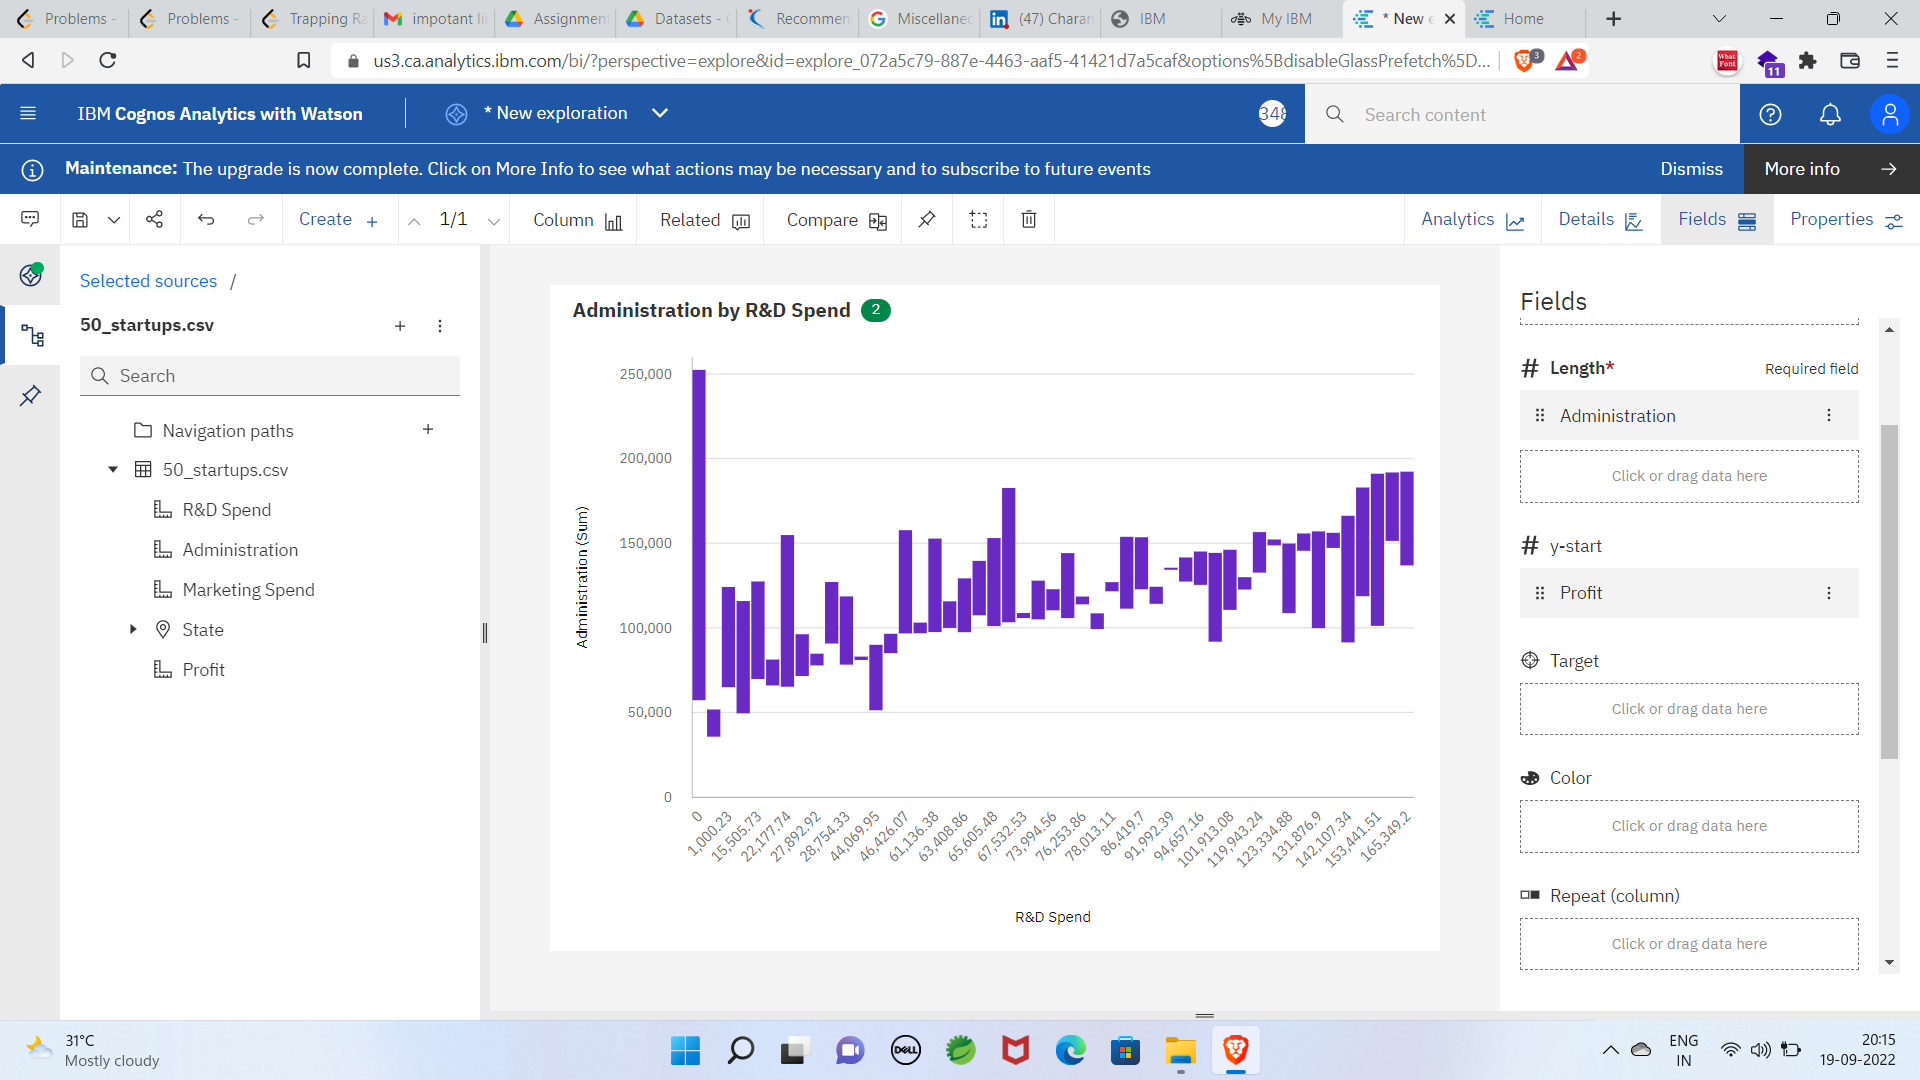 Problems -
Problems -
Trapping Ra
impotant li
Assignmen
Datasets -
Recommen
Miscellanec
(47) Charan
IBM
My IBM
* New e
Home
us3.ca.analytics.ibm.com/bi/?perspective=explore&id=explore_072a5c79-887e-4463-aaf5-41421d7a5caf&options%5BdisableGlassPrefetch%5D...
3
2
What Font
11
IBM Cognos Analytics with Watson
* New exploration
348
Search content
Maintenance: The upgrade is now complete. Click on More Info to see what actions may be necessary and to subscribe to future events
Dismiss
More info
Create
1/1
Column
Related
Compare
Analytics
Details
Fields
Properties
Selected sources /
50_startups.csv
Search
Navigation paths
50_startups.csv
R&D Spend
Administration
Marketing Spend
State
Profit
Administration by R&D Spend 2
250,000
200,000
150,000
100,000
50,000
0
Administration (Sum)
0
1,000.23
15,505.73
22,177.74
27,892.92
28,754.33
44,069.95
46,426.07
61,136.38
63,408.86
65,605.48
67,532.53
73,994.56
76,253.86
78,013.11
86,419.7
91,992.39
94,657.16
101,913.08
119,943.24
123,334.88
131,876.9
142,107.34
153,441.51
165,349.2
R&D Spend
Fields
Length*
Required field
Administration
Click or drag data here
y-start
Profit
Target
Click or drag data here
Color
Click or drag data here
Repeat (column)
Click or drag data here
31°C
Mostly cloudy
DELL
ENG
IN
20:15
19-09-2022